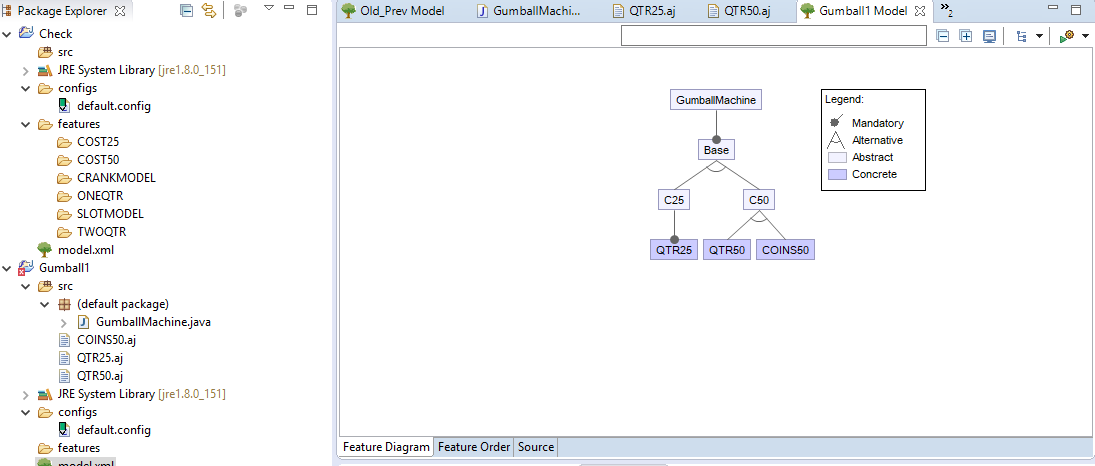 Package Explorer
Check
src
JRE System Library [jre1.8.0_151]
configs
default.config
features
COST25
COST50
CRANKMODEL
ONEQTR
SLOTMODEL
TWOQTR
model.xml
Gumball1
src
(default package)
GumballMachine.java
COINS50.aj
QTR25.aj
QTR50.aj
JRE System Library [jre1.8.0_151]
configs
default.config
features
model.xml
Old_Prev Model
GumballMachi...
QTR25.aj
QTR50.aj
Gumball1 Model
»2
GumballMachine
Base
C25
C50
QTR25
QTR50
COINS50
Legend:
Mandatory
Alternative
Abstract
Concrete
Feature Diagram
Feature Order
Source